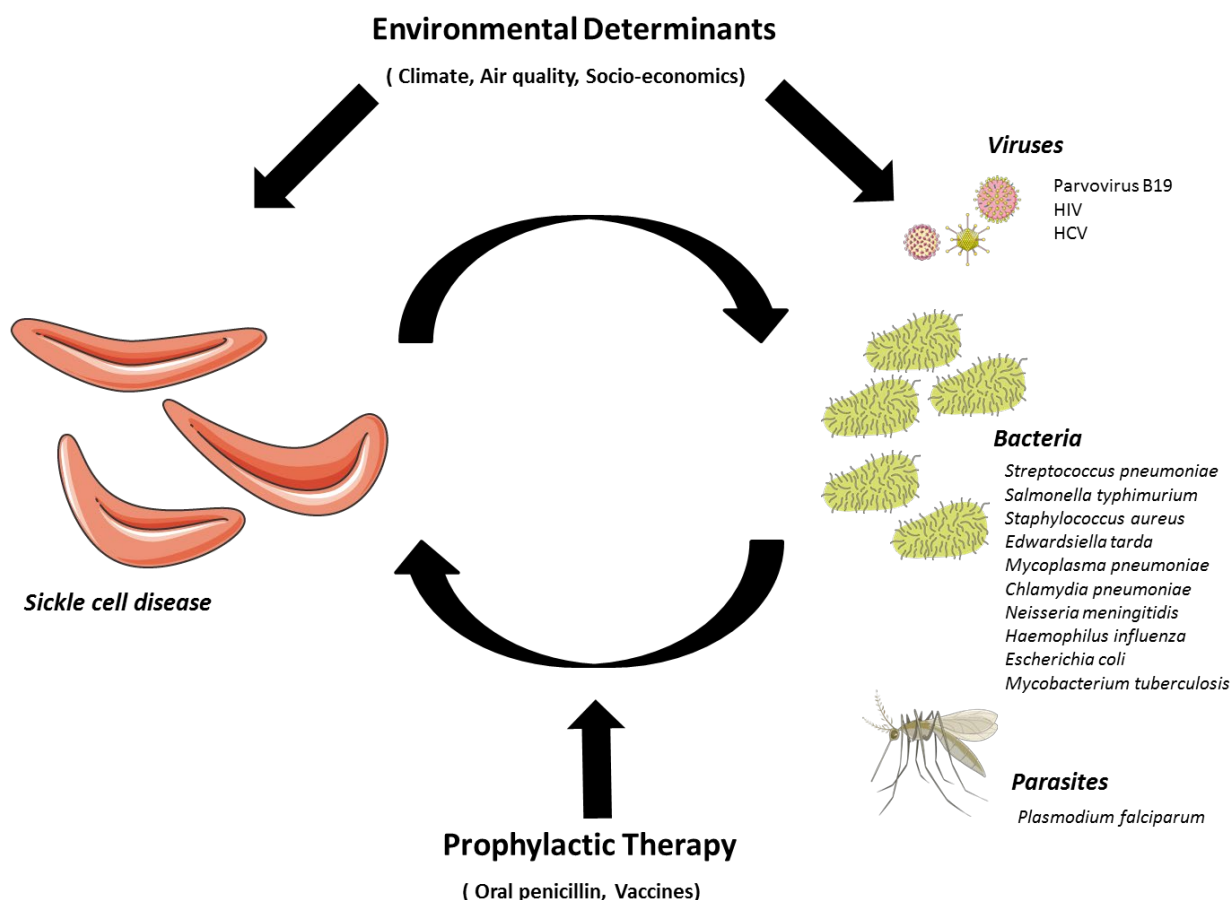 Environmental Determinants
( Climate, Air quality, Socio-economics)
Viruses
Parvovirus B19
HIV
HCV
Bacteria
Streptococcus pneumoniae
Salmonella typhimurium
Staphylococcus aureus
Edwardsiella tarda
Mycoplasma pneumoniae
Chlamydia pneumoniae
Neisseria meningitidis
Haemophilus influenza
Escherichia coli
Mycobacterium tuberculosis
Sickle cell disease
Parasites
Plasmodium falciparum
Prophylactic Therapy
( Oral penicillin, Vaccines)